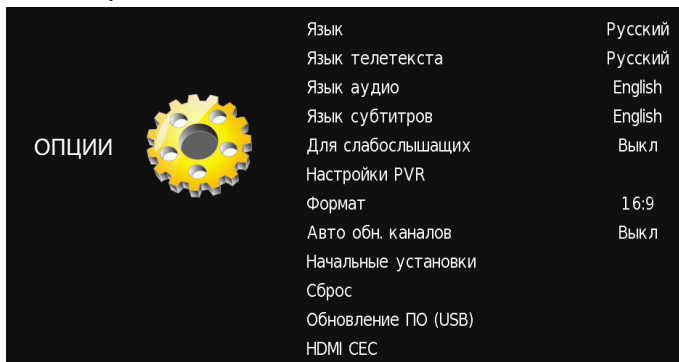 ОПЦИИ
Язык Русский
Язык телетекста Русский
Язык аудио English
Язык субтитров English
Для слабослышащих Выкл
Настройки PVR
Формат 16:9
Авто обн. каналов Выкл
Начальные установки
Сброс
Обновление ПО (USB)
HDMI CEC